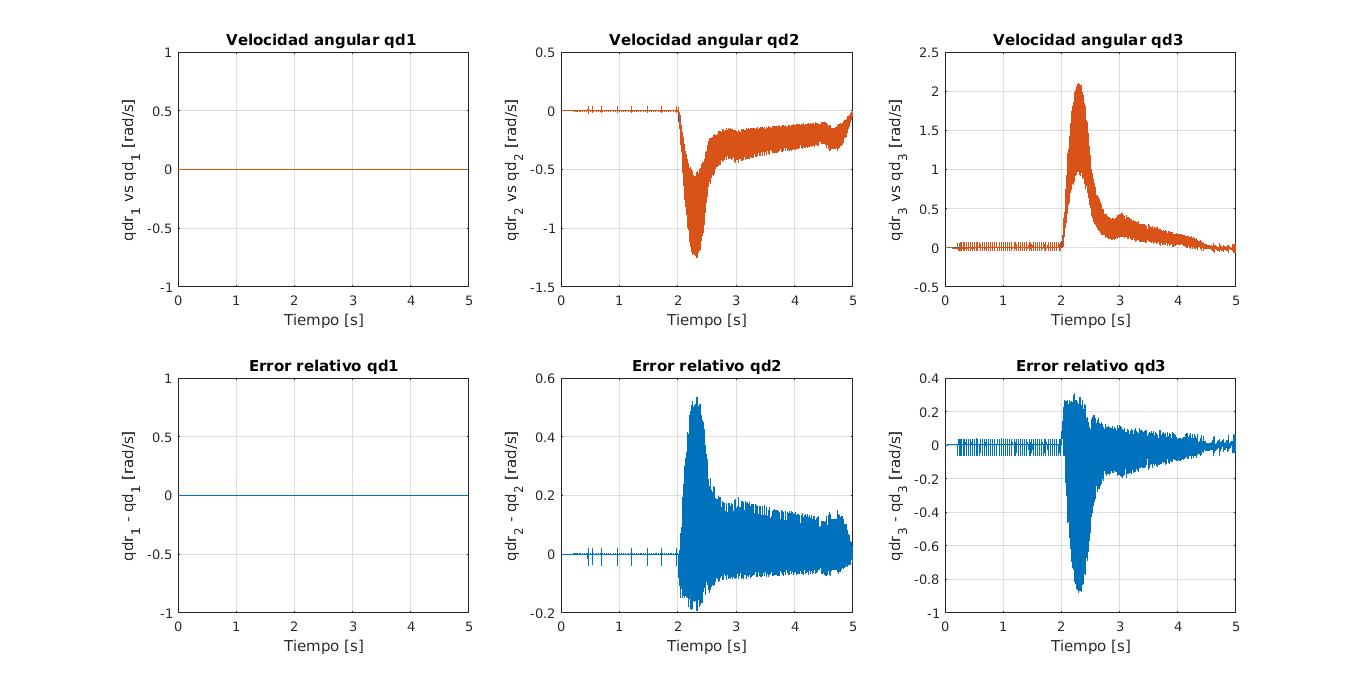 Velocidad angular qd1
1
0.5
0
-0.5
-1
qdr1 vs qd1 [rad/s]
0 1 2 3 4 5
Tiempo [s]
Velocidad angular qd2
0.5
0
-0.5
-1
-1.5
qdr2 vs qd2 [rad/s]
0 1 2 3 4 5
Tiempo [s]
Velocidad angular qd3
2.5
2
1.5
1
0.5
0
-0.5
qdr3 vs qd3 [rad/s]
0 1 2 3 4 5
Tiempo [s]
Error relativo qd1
1
0.5
0
-0.5
-1
qdr1 - qd1 [rad/s]
0 1 2 3 4 5
Tiempo [s]
Error relativo qd2
0.6
0.4
0.2
0
-0.2
qdr2 - qd2 [rad/s]
0 1 2 3 4 5
Tiempo [s]
Error relativo qd3
0.4
0.2
0
-0.2
-0.4
-0.6
-0.8
-1
qdr3 - qd3 [rad/s]
0 1 2 3 4 5
Tiempo [s]